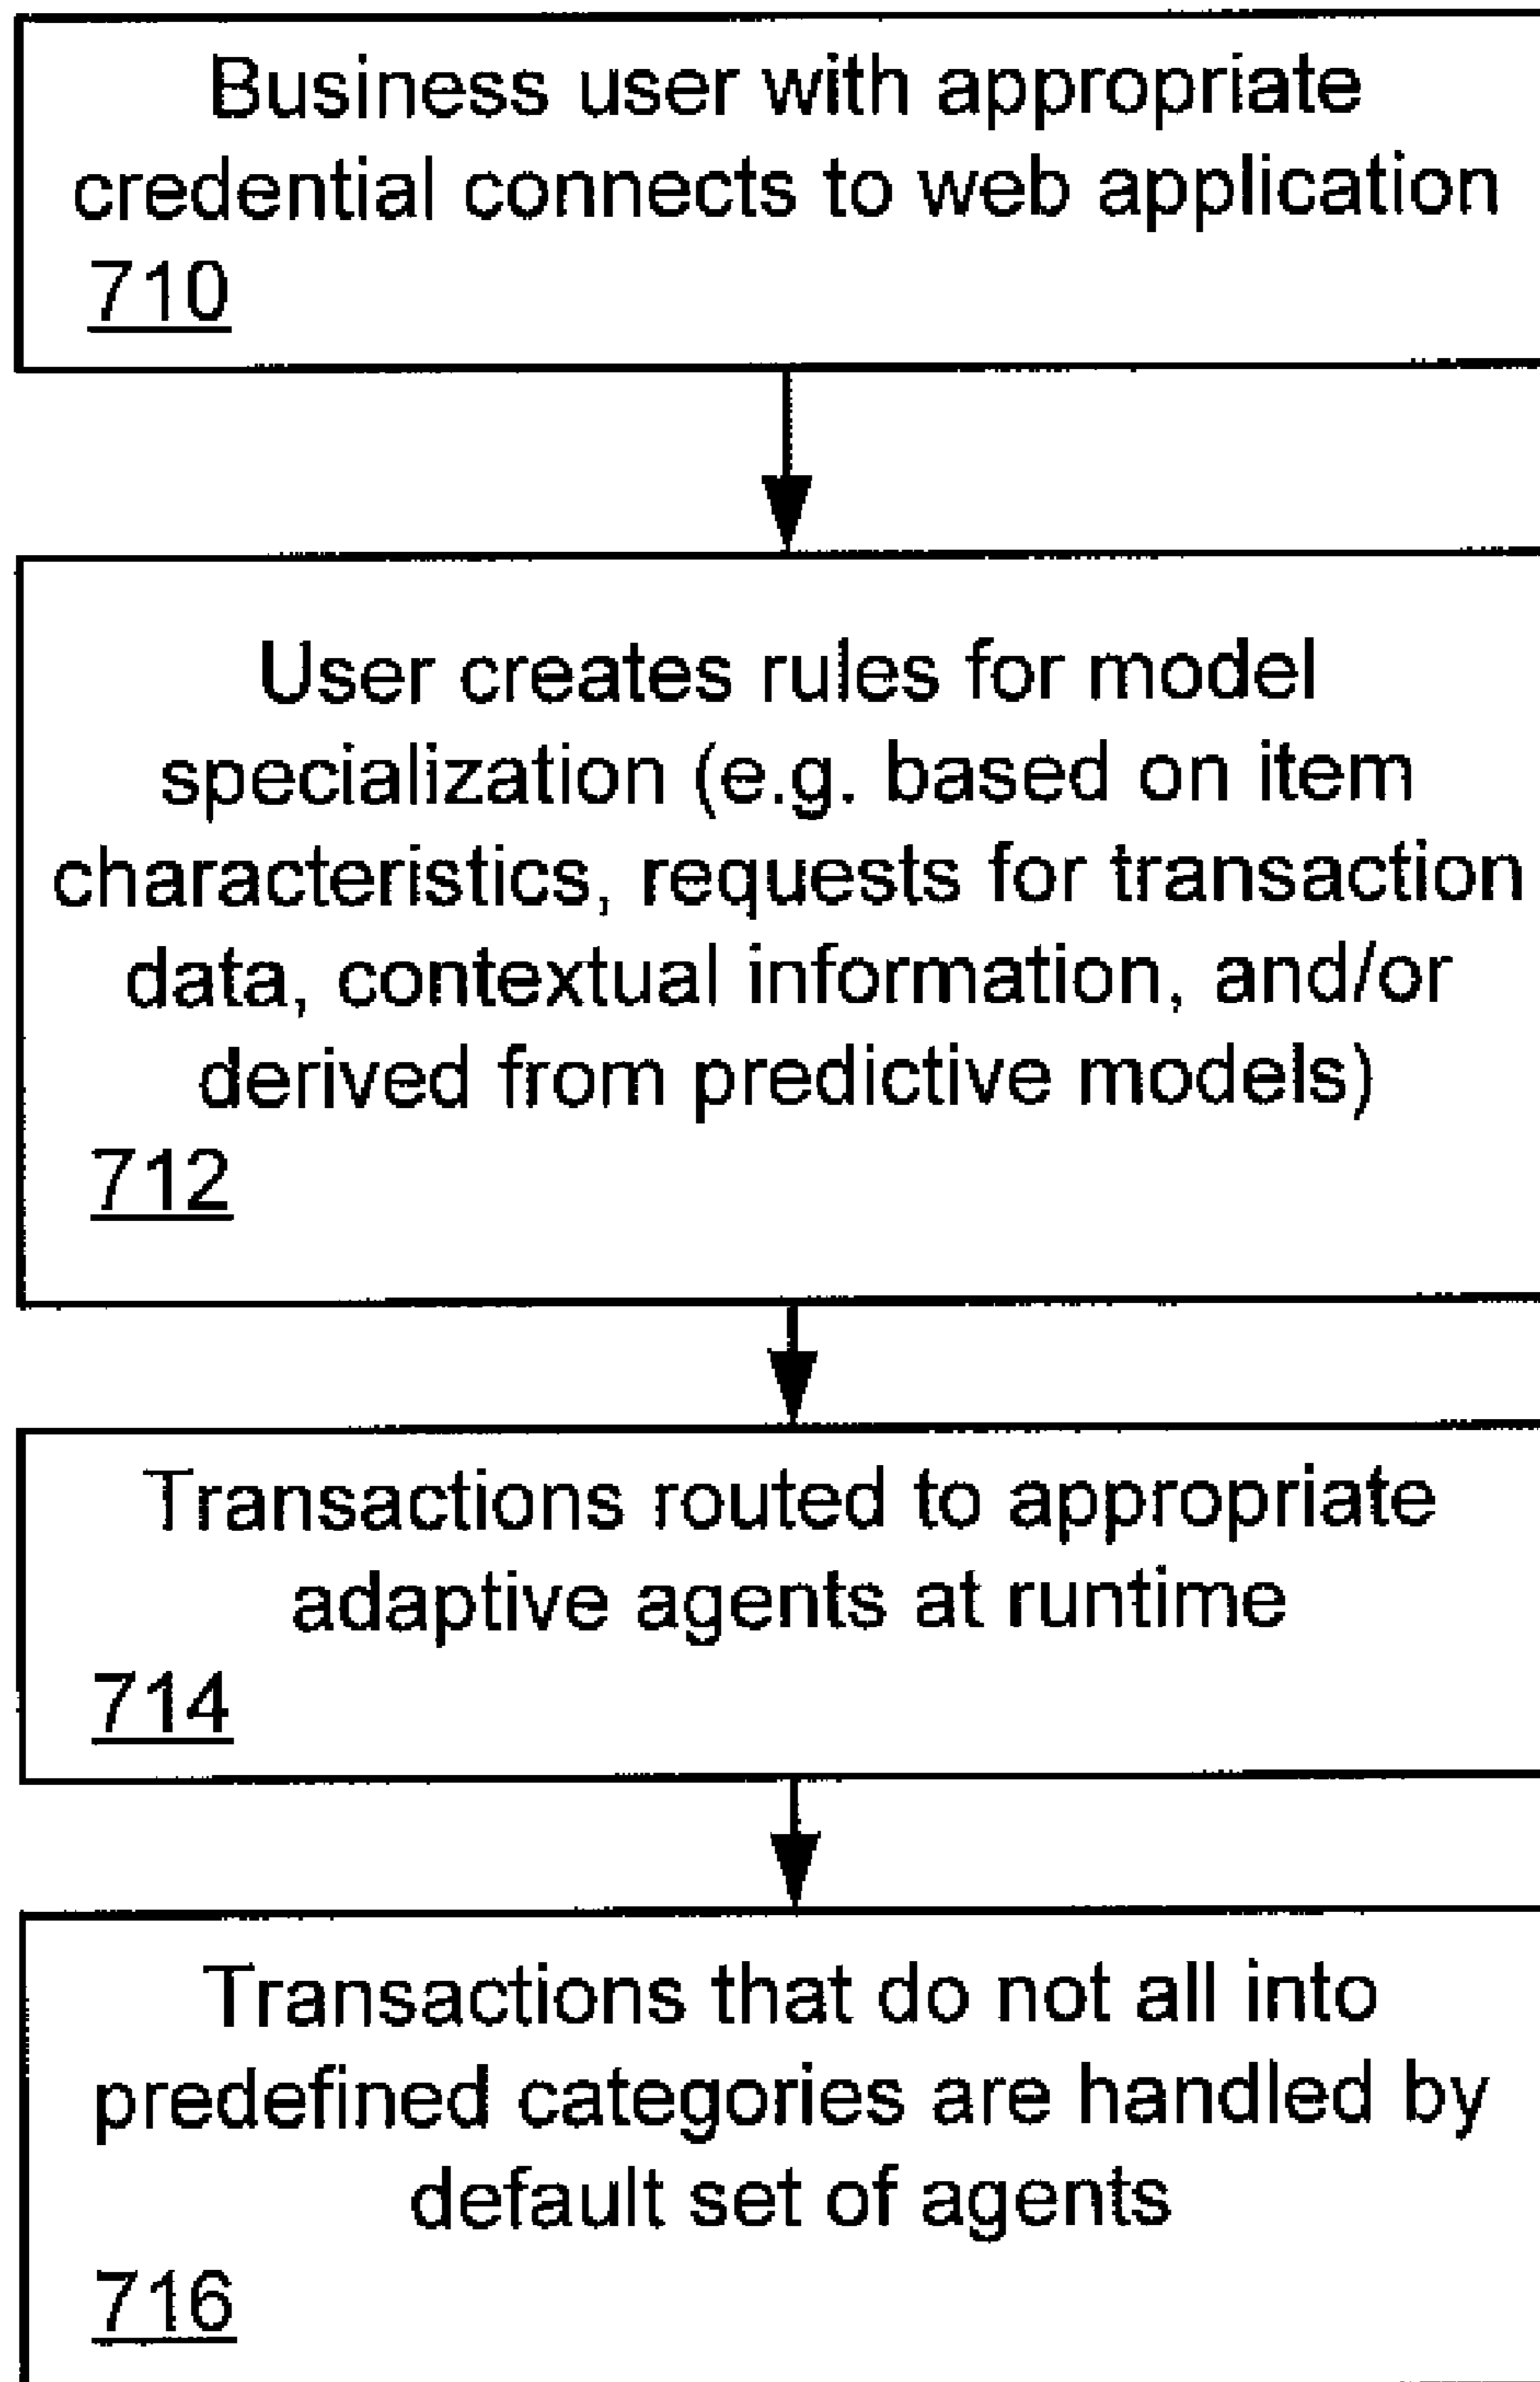 Business user with appropriate
credential connects to web application
710
User creates rules for model
specialization (e.g. based on item
characteristics, requests for transaction
data, contextual information, and/or
derived from predictive models)
712
Transactions routed to appropriate
adaptive agents at runtime
714
Transactions that do not all into
predefined categories are handled by
default set of agents
716